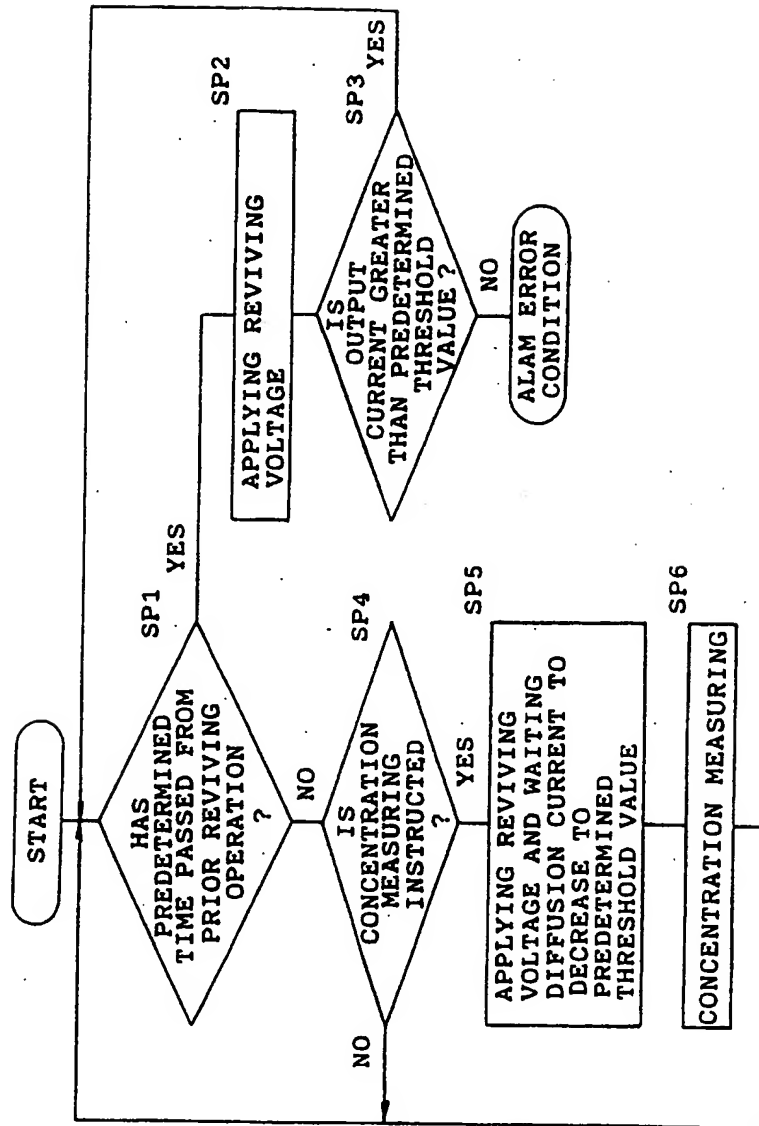 START
SP1
HAS
PREDETERMINED
TIME PASSED FROM
PRIOR REVIVING
OPERATION
?
YES
NO
SP2
APPLYING REVIVING
VOLTAGE
SP3
IS
OUTPUT
CURRENT GREATER
THAN PREDETERMINED
THRESHOLD
VALUE ?
YES
NO
ALAM ERROR
CONDITION
SP4
IS
CONCENTRATION
MEASURING
INSTRUCTED
?
NO
YES
SP5
APPLYING REVIVING
VOLTAGE AND WAITING
DIFFUSION CURRENT TO
DECREASE TO
PREDETERMINED
THRESHOLD VALUE
SP6
CONCENTRATION MEASURING